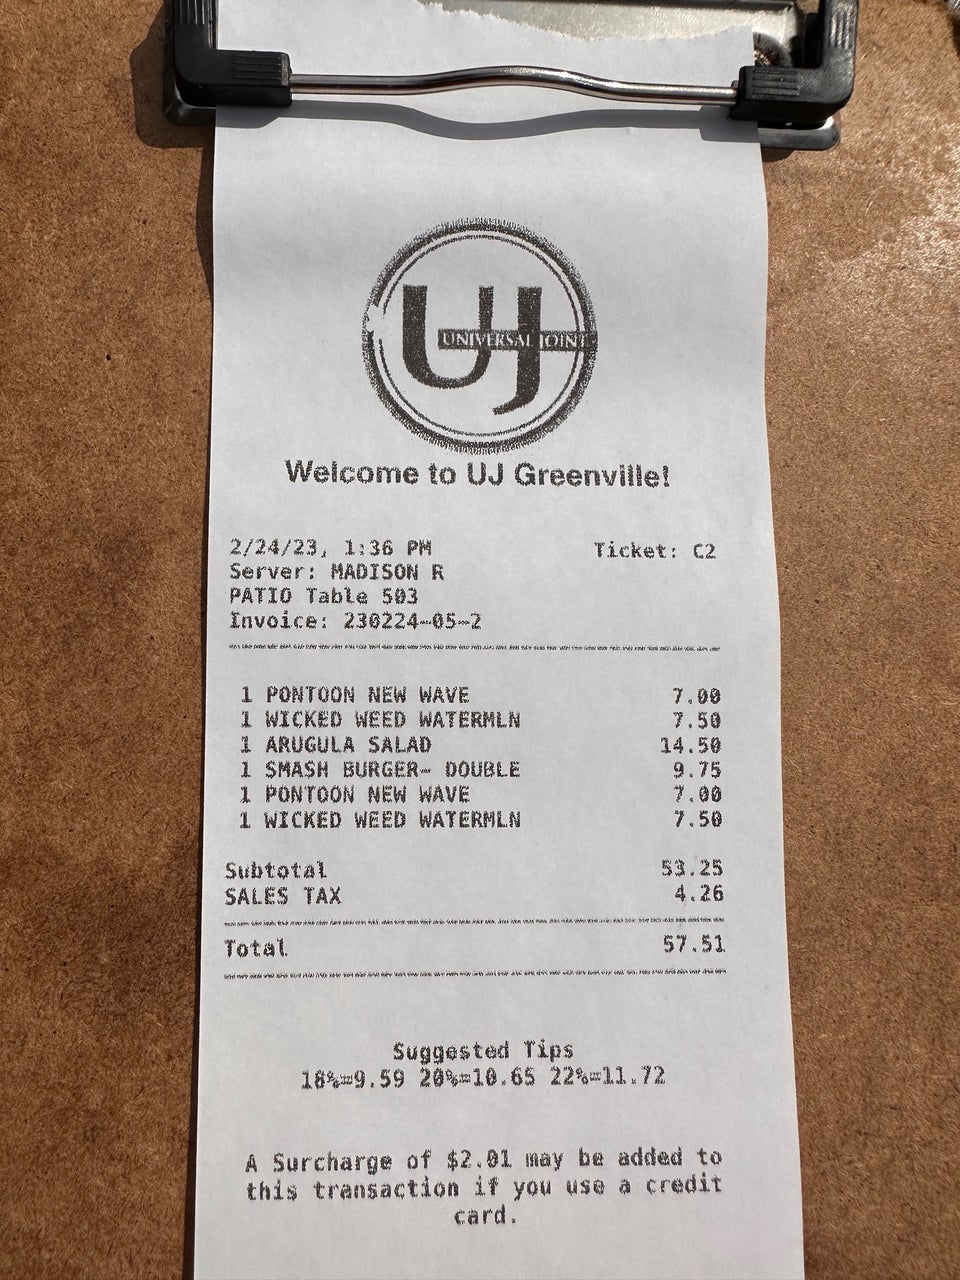 UJ
UNIVERSAL JOINT
Welcome to UJ Greenville!
2/24/23, 1:36 PM Ticket: C2
Server: MADISON R
PATIO Table 503
Invoice: 230224-05-2
1 PONTOON NEW WAVE 7.00
1 WICKED WEED WATERMLN 7.50
1 ARUGULA SALAD 14.50
1 SMASH BURGER- DOUBLE 9.75
1 PONTOON NEW WAVE 7.00
1 WICKED WEED WATERMLN 7.50
Subtotal 53.25
SALES TAX 4.26
Total 57.51
Suggested Tips
18%=9.59 20%=10.65 22%=11.72
A Surcharge of $2.01 may be added to
this transaction if you use a credit
card.